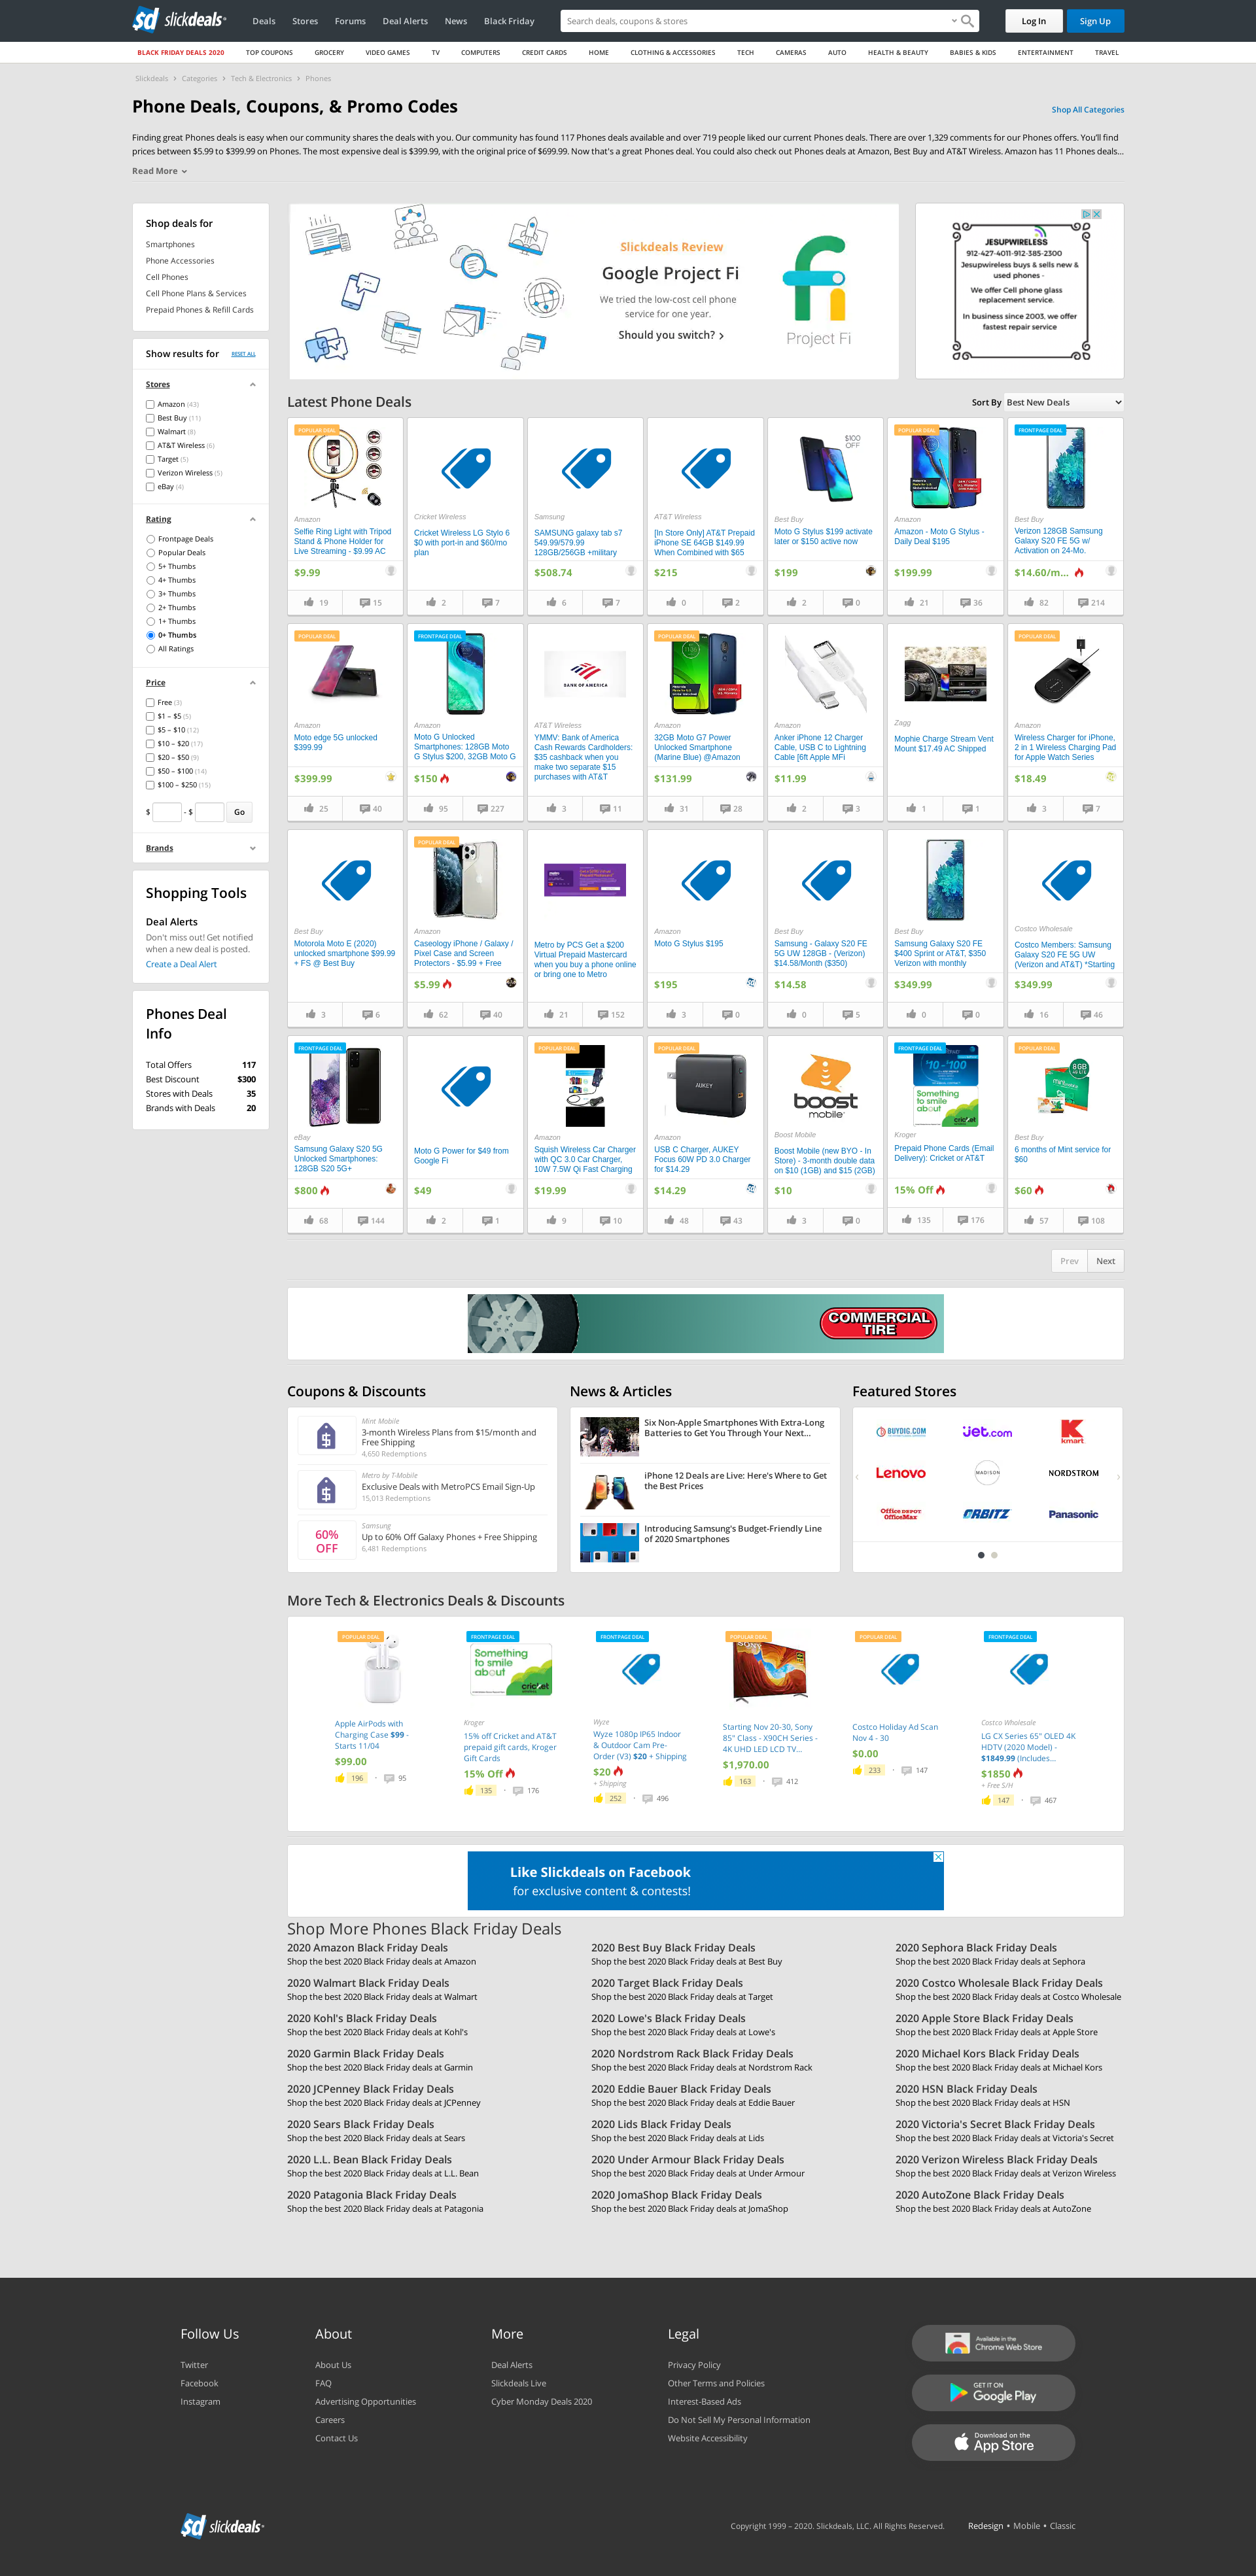 slickdeals
Deals
Stores
Forums
Deal Alerts
News
Black Friday
Search deals, coupons & stores
Log In
Sign Up
BLACK FRIDAY DEALS 2020
TOP COUPONS
GROCERY
VIDEO GAMES
TV
COMPUTERS
CREDIT CARDS
HOME
CLOTHING & ACCESSORIES
TECH
CAMERAS
AUTO
HEALTH & BEAUTY
BABIES & KIDS
ENTERTAINMENT
TRAVEL
Slickdeals › Categories › Tech & Electronics › Phones
Phone Deals, Coupons, & Promo Codes
Shop All Categories
Finding great Phones deals is easy when our community shares the deals with you. Our community has found 117 Phones deals available and over 719 people liked our current Phones deals. There are over 1,329 comments for our Phones offers. You'll find
prices between $5.99 to $399.99 on Phones. The most expensive deal is $399.99, with the original price of $699.99. Now that's a great Phones deal. You could also check out Phones deals at Amazon, Best Buy and AT&T Wireless. Amazon has 11 Phones deals...
Read More
Shop deals for
Smartphones
Phone Accessories
Cell Phones
Cell Phone Plans & Services
Prepaid Phones & Refill Cards
Show results for
RESET ALL
Stores
Amazon (43)
Best Buy (11)
Walmart (8)
AT&T Wireless (6)
Target (5)
Verizon Wireless (5)
eBay (4)
Rating
Frontpage Deals
Popular Deals
5+ Thumbs
4+ Thumbs
3+ Thumbs
2+ Thumbs
1+ Thumbs
0+ Thumbs
All Ratings
Price
Free (3)
$1 – $5 (5)
$5 – $10 (12)
$10 – $20 (17)
$20 – $50 (9)
$50 – $100 (14)
$100 – $250 (15)
$ - $ Go
Brands
Shopping Tools
Deal Alerts
Don't miss out! Get notified
when a new deal is posted.
Create a Deal Alert
Phones Deal
Info
Total Offers 117
Best Discount $300
Stores with Deals 35
Brands with Deals 20
Slickdeals Review
Google Project Fi
We tried the low-cost cell phone
service for one year.
Should you switch?
Project Fi
JESUPWIRELESS
912-427-4011-912-385-2300
Jesupwireless buys & sells new &
used phones -
We offer Cell phone glass
replacement service.
In business since 2003, we offer
fastest repair service
Latest Phone Deals
Sort By Best New Deals
POPULAR DEAL
Amazon
Selfie Ring Light with Tripod
Stand & Phone Holder for
Live Streaming - $9.99 AC
$9.99
19 15
Cricket Wireless
Cricket Wireless LG Stylo 6
$0 with port-in and $60/mo
plan
2 7
Samsung
SAMSUNG galaxy tab s7
549.99/579.99
128GB/256GB +military
$508.74
6 7
AT&T Wireless
[In Store Only] AT&T Prepaid
iPhone SE 64GB $149.99
When Combined with $65
$215
0 2
$100
OFF
Best Buy
Moto G Stylus $199 activate
later or $150 active now
$199
2 0
POPULAR DEAL
Amazon
Amazon - Moto G Stylus -
Daily Deal $195
$199.99
21 36
FRONTPAGE DEAL
Best Buy
Verizon 128GB Samsung
Galaxy S20 FE 5G w/
Activation on 24-Mo.
$14.60/m...
82 214
POPULAR DEAL
Amazon
Moto edge 5G unlocked
$399.99
$399.99
25 40
FRONTPAGE DEAL
Amazon
Moto G Unlocked
Smartphones: 128GB Moto
G Stylus $200, 32GB Moto G
$150
95 227
BANK OF AMERICA
AT&T Wireless
YMMV: Bank of America
Cash Rewards Cardholders:
$35 cashback when you
make two separate $15
purchases with AT&T
3 11
POPULAR DEAL
Amazon
32GB Moto G7 Power
Unlocked Smartphone
(Marine Blue) @Amazon
$131.99
31 28
Amazon
Anker iPhone 12 Charger
Cable, USB C to Lightning
Cable [6ft Apple MFi
$11.99
2 3
Zagg
Mophie Charge Stream Vent
Mount $17.49 AC Shipped
1 1
POPULAR DEAL
Amazon
Wireless Charger for iPhone,
2 in 1 Wireless Charging Pad
for Apple Watch Series
$18.49
3 7
Best Buy
Motorola Moto E (2020)
unlocked smartphone $99.99
+ FS @ Best Buy
3 6
POPULAR DEAL
Amazon
Caseology iPhone / Galaxy /
Pixel Case and Screen
Protectors - $5.99 + Free
$5.99
62 40
Metro by PCS Get a $200
Virtual Prepaid Mastercard
when you buy a phone online
or bring one to Metro
21 152
Amazon
Moto G Stylus $195
$195
3 0
Best Buy
Samsung - Galaxy S20 FE
5G UW 128GB - (Verizon)
$14.58/Month ($350)
$14.58
0 5
Best Buy
Samsung Galaxy S20 FE
$400 Sprint or AT&T, $350
Verizon with monthly
$349.99
0 0
Costco Wholesale
Costco Members: Samsung
Galaxy S20 FE 5G UW
(Verizon and AT&T) *Starting
$349.99
16 46
FRONTPAGE DEAL
eBay
Samsung Galaxy S20 5G
Unlocked Smartphones:
128GB S20 5G+
$800
68 144
Moto G Power for $49 from
Google Fi
$49
2 1
POPULAR DEAL
Amazon
Squish Wireless Car Charger
with QC 3.0 Car Charger,
10W 7.5W Qi Fast Charging
$19.99
9 10
POPULAR DEAL
AUKEY
Amazon
USB C Charger, AUKEY
Focus 60W PD 3.0 Charger
for $14.29
$14.29
48 43
boost
mobile
Boost Mobile
Boost Mobile (new BYO - In
Store) - 3-month double data
on $10 (1GB) and $15 (2GB)
$10
3 0
FRONTPAGE DEAL
$10-$100
Something
to smile
about
cricket
Kroger
Prepaid Phone Cards (Email
Delivery): Cricket or AT&T
15% Off
135 176
POPULAR DEAL
8GB
Best Buy
6 months of Mint service for
$60
$60
57 108
Prev
Next
COMMERCIAL
TIRE
Coupons & Discounts
Mint Mobile
3-month Wireless Plans from $15/month and
Free Shipping
4,650 Redemptions
Metro by T-Mobile
Exclusive Deals with MetroPCS Email Sign-Up
15,013 Redemptions
60%
OFF
Samsung
Up to 60% Off Galaxy Phones + Free Shipping
6,481 Redemptions
News & Articles
Six Non-Apple Smartphones With Extra-Long
Batteries to Get You Through Your Next...
iPhone 12 Deals are Live: Here's Where to Get
the Best Prices
Introducing Samsung's Budget-Friendly Line
of 2020 Smartphones
Featured Stores
BUYDIG.COM
jet.com
kmart
Lenovo
MADISON
NORDSTROM
Office DEPOT
OfficeMax
ORBITZ
Panasonic
More Tech & Electronics Deals & Discounts
POPULAR DEAL
Apple AirPods with
Charging Case $99 -
Starts 11/04
$99.00
196 95
FRONTPAGE DEAL
Something
to smile
about
cricket
Kroger
15% off Cricket and AT&T
prepaid gift cards, Kroger
Gift Cards
15% Off
135 176
FRONTPAGE DEAL
Wyze
Wyze 1080p IP65 Indoor
& Outdoor Cam Pre-
Order (V3) $20 + Shipping
$20
+ Shipping
252 496
POPULAR DEAL
SONY
Starting Nov 20-30, Sony
85" Class - X90CH Series -
4K UHD LED LCD TV...
$1,970.00
163 412
POPULAR DEAL
Costco Holiday Ad Scan
Nov 4 - 30
$0.00
233 147
FRONTPAGE DEAL
Costco Wholesale
LG CX Series 65" OLED 4K
HDTV (2020 Model) -
$1849.99 (Includes...
$1850
+ Free S/H
147 467
Like Slickdeals on Facebook
for exclusive content & contests!
Shop More Phones Black Friday Deals
2020 Amazon Black Friday Deals
Shop the best 2020 Black Friday deals at Amazon
2020 Best Buy Black Friday Deals
Shop the best 2020 Black Friday deals at Best Buy
2020 Sephora Black Friday Deals
Shop the best 2020 Black Friday deals at Sephora
2020 Walmart Black Friday Deals
Shop the best 2020 Black Friday deals at Walmart
2020 Target Black Friday Deals
Shop the best 2020 Black Friday deals at Target
2020 Costco Wholesale Black Friday Deals
Shop the best 2020 Black Friday deals at Costco Wholesale
2020 Kohl's Black Friday Deals
Shop the best 2020 Black Friday deals at Kohl's
2020 Lowe's Black Friday Deals
Shop the best 2020 Black Friday deals at Lowe's
2020 Apple Store Black Friday Deals
Shop the best 2020 Black Friday deals at Apple Store
2020 Garmin Black Friday Deals
Shop the best 2020 Black Friday deals at Garmin
2020 Nordstrom Rack Black Friday Deals
Shop the best 2020 Black Friday deals at Nordstrom Rack
2020 Michael Kors Black Friday Deals
Shop the best 2020 Black Friday deals at Michael Kors
2020 JCPenney Black Friday Deals
Shop the best 2020 Black Friday deals at JCPenney
2020 Eddie Bauer Black Friday Deals
Shop the best 2020 Black Friday deals at Eddie Bauer
2020 HSN Black Friday Deals
Shop the best 2020 Black Friday deals at HSN
2020 Sears Black Friday Deals
Shop the best 2020 Black Friday deals at Sears
2020 Lids Black Friday Deals
Shop the best 2020 Black Friday deals at Lids
2020 Victoria's Secret Black Friday Deals
Shop the best 2020 Black Friday deals at Victoria's Secret
2020 L.L. Bean Black Friday Deals
Shop the best 2020 Black Friday deals at L.L. Bean
2020 Under Armour Black Friday Deals
Shop the best 2020 Black Friday deals at Under Armour
2020 Verizon Wireless Black Friday Deals
Shop the best 2020 Black Friday deals at Verizon Wireless
2020 Patagonia Black Friday Deals
Shop the best 2020 Black Friday deals at Patagonia
2020 JomaShop Black Friday Deals
Shop the best 2020 Black Friday deals at JomaShop
2020 AutoZone Black Friday Deals
Shop the best 2020 Black Friday deals at AutoZone
Follow Us
Twitter
Facebook
Instagram
About
About Us
FAQ
Advertising Opportunities
Careers
Contact Us
More
Deal Alerts
Slickdeals Live
Cyber Monday Deals 2020
Legal
Privacy Policy
Other Terms and Policies
Interest-Based Ads
Do Not Sell My Personal Information
Website Accessibility
Available in the
Chrome Web Store
GET IT ON
Google Play
Download on the
App Store
sd slickdeals
Copyright 1999 – 2020. Slickdeals, LLC. All Rights Reserved.
Redesign • Mobile • Classic